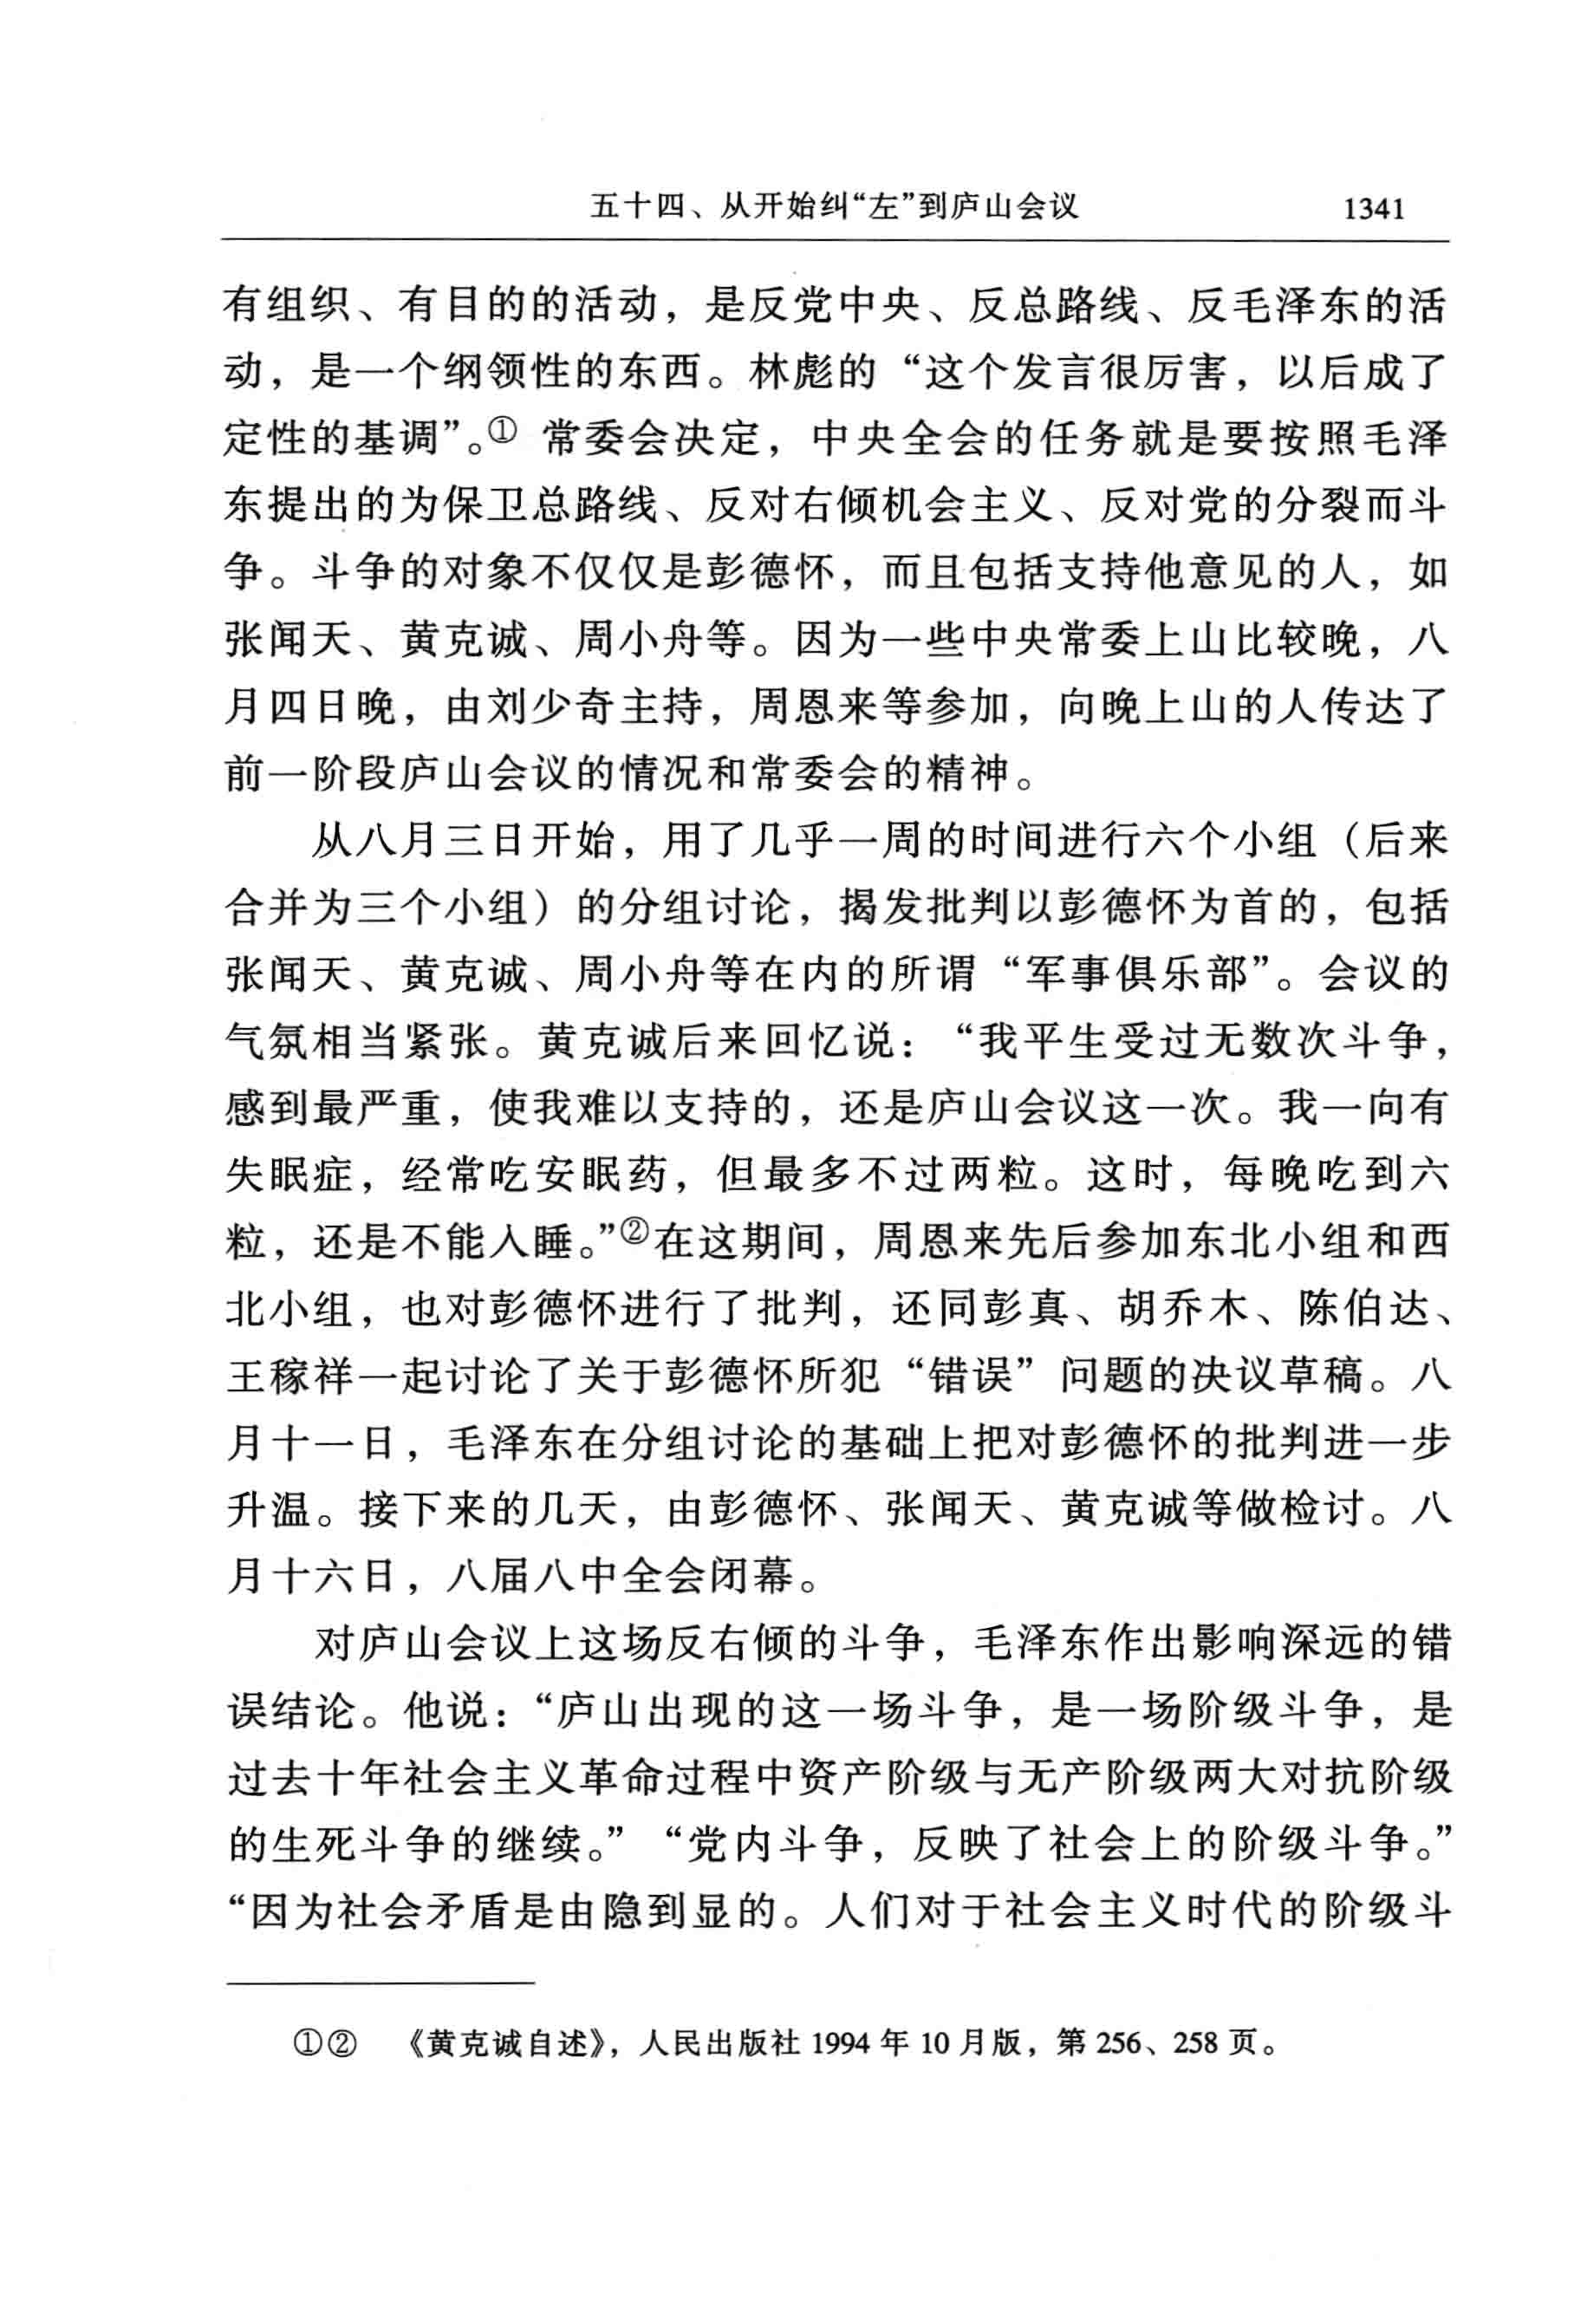 五十四、从开始纠“左”到庐山会议 1341
有组织、有目的的活动，是反党中央、反总路线、反毛泽东的活
动，是一个纲领性的东西。林彪的“这个发言很厉害，以后成了
定性的基调”。① 常委会决定，中央全会的任务就是要按照毛泽
东提出的为保卫总路线、反对右倾机会主义、反对党的分裂而斗
争。斗争的对象不仅仅是彭德怀，而且包括支持他意见的人，如
张闻天、黄克诚、周小舟等。因为一些中央常委上山比较晚，八
月四日晚，由刘少奇主持，周恩来等参加，向晚上山的人传达了
前一阶段庐山会议的情况和常委会的精神。
从八月三日开始，用了几乎一周的时间进行六个小组（后来
合并为三个小组）的分组讨论，揭发批判以彭德怀为首的，包括
张闻天、黄克诚、周小舟等在内的所谓“军事俱乐部”。会议的
气氛相当紧张。黄克诚后来回忆说：“我平生受过无数次斗争，
感到最严重，使我难以支持的，还是庐山会议这一次。我一向有
失眠症，经常吃安眠药，但最多不过两粒。这时，每晚吃到六
粒，还是不能入睡。”②在这期间，周恩来先后参加东北小组和西
北小组，也对彭德怀进行了批判，还同彭真、胡乔木、陈伯达、
王稼祥一起讨论了关于彭德怀所犯“错误”问题的决议草稿。八
月十一日，毛泽东在分组讨论的基础上把对彭德怀的批判进一步
升温。接下来的几天，由彭德怀、张闻天、黄克诚等做检讨。八
月十六日，八届八中全会闭幕。
对庐山会议上这场反右倾的斗争，毛泽东作出影响深远的错
误结论。他说：“庐山出现的这一场斗争，是一场阶级斗争，是
过去十年社会主义革命过程中资产阶级与无产阶级两大对抗阶级
的生死斗争的继续。”“党内斗争，反映了社会上的阶级斗争。”
“因为社会矛盾是由隐到显的。人们对于社会主义时代的阶级斗
①② 《黄克诚自述》，人民出版社 1994 年 10 月版，第 256、258 页。